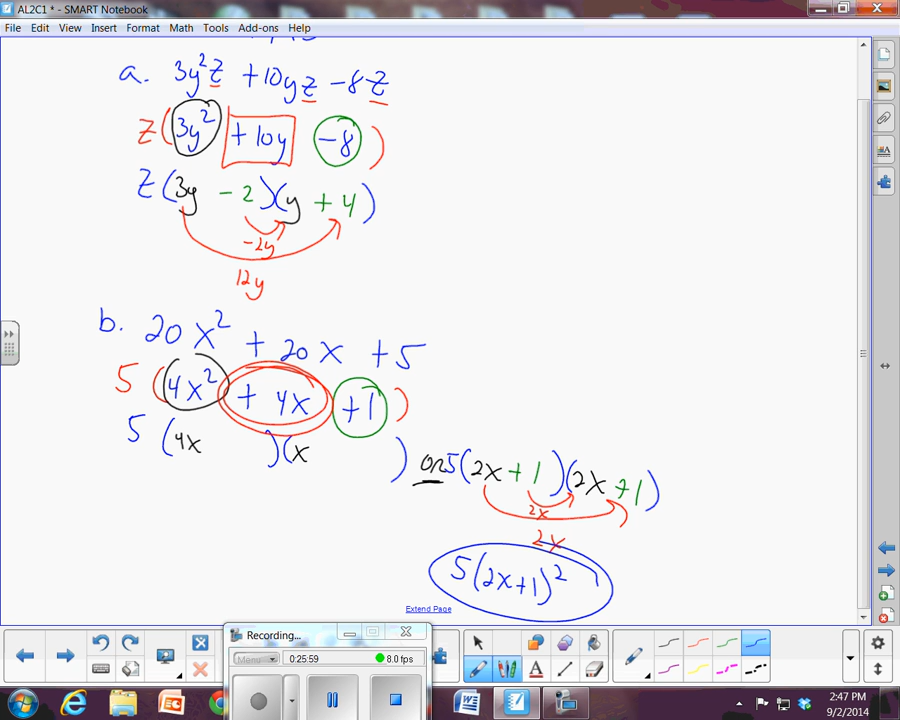 AL2C1 * - SMART Notebook
File Edit View Insert Format Math Tools Add-ons Help
a. 3y²z +10yz -8z
z(3y² +10y -8)
z(3y -2)(y +4)
-2y
12y
b. 20x² + 20x +5
5(4x² + 4x +1)
5(4x )(x ) or 5(2x+1)(2x+1)
2x
2x
5(2x+1)²
Extend Page
Recording...
Menu 0:25:59 8.0 fps
2:47 PM
9/2/2014